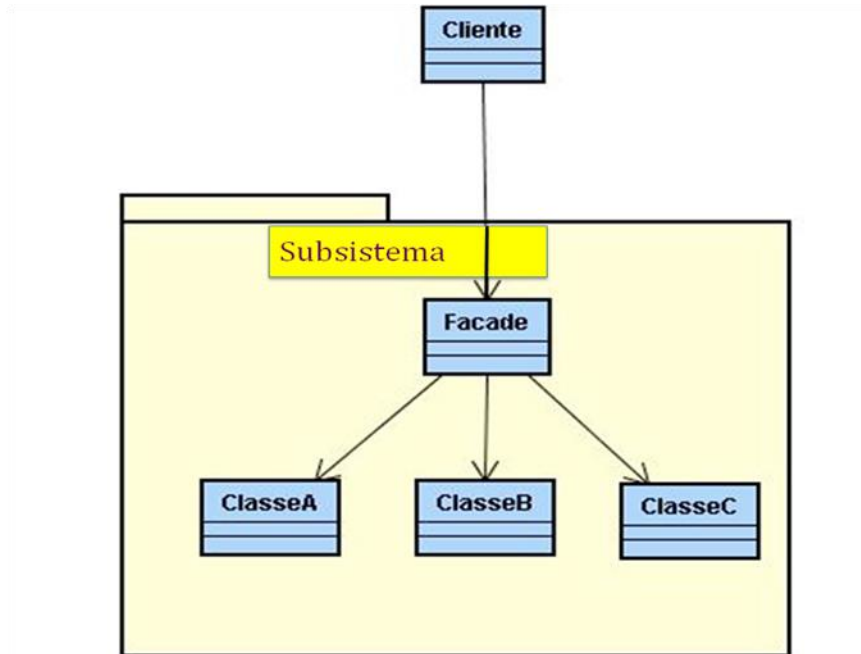 Cliente
Subsistema
Facade
ClasseA
ClasseB
ClasseC